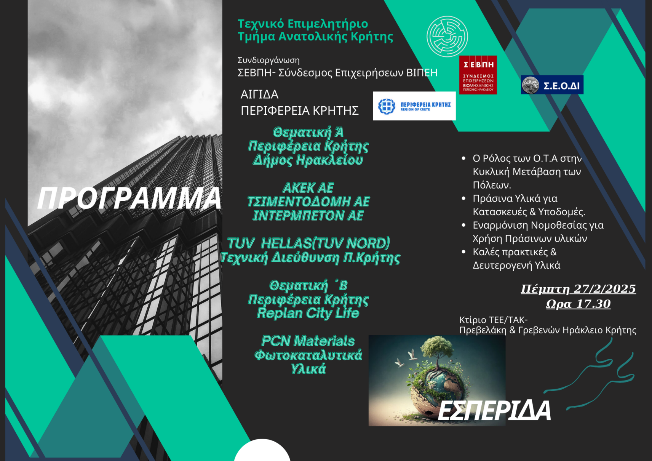 Τεχνικό Επιμελητήριο
Τμήμα Ανατολικής Κρήτης
Συνδιοργάνωση
ΣΕΒΠΗ- Σύνδεσμος Επιχειρήσεων ΒΙΠΕΗ
ΑΙΓΙΔΑ
ΠΕΡΙΦΕΡΕΙΑ ΚΡΗΤΗΣ
ΠΕΡΙΦΕΡΕΙΑ ΚΡΗΤΗΣ
REGION OF CRETE
ΣΕΒΠΗ
ΣΥΝΔΕΣΜΟΣ
ΕΠΙΧΕΙΡΗΣΕΩΝ
Σ.Ε.Ο.ΔΙ
ΠΡΟΓΡΑΜΜΑ
Θεματική Ά
Περιφέρεια Κρήτης
Δήμος Ηρακλείου
ΑΚΕΚ ΑΕ
ΤΣΙΜΕΝΤΟΔΟΜΗ ΑΕ
ΙΝΤΕΡΜΠΕΤΟΝ ΑΕ
TUV HELLAS(TUV NORD)
Τεχνική Διεύθυνση Π.Κρήτης
Θεματική ΄Β
Περιφέρεια Κρήτης
Replan City Life
PCN Materials
Φωτοκαταλυτικά
Υλικά
• Ο Ρόλος των Ο.Τ.Α στην
Κυκλική Μετάβαση των
Πόλεων.
• Πράσινα Υλικά για
Κατασκευές & Υποδομές.
• Εναρμόνιση Νομοθεσίας για
Χρήση Πράσινων υλικών
• Καλές πρακτικές &
Δευτερογενή Υλικά
Πέμπτη 27/2/2025
Ωρα 17.30
Κτίριο ΤΕΕ/ΤΑΚ-
Πρεβελάκη & Γρεβενών Ηράκλειο Κρήτης
ΕΣΠΕΡΙΔΑ